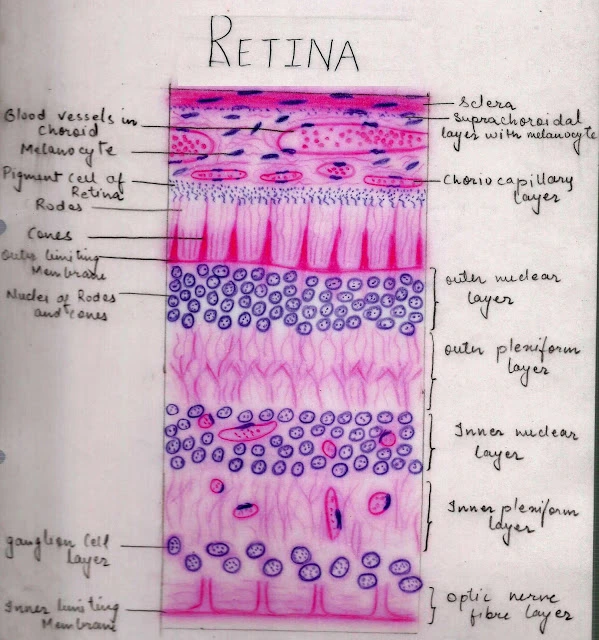 RETINA
Blood vessels in
Choroid
Melanocyte
Pigment cell of
Retina
Rodes
Cones
Outer limiting
Membrane
Nuclei of Rodes
and Cones
ganglion cell
Layer
Inner limiting
Membrane
Sclera
Suprachoroidal
layer with melanocyte
Choriocapillary
layer
outer nuclear
layer
outer plexiform
layer
Inner nuclear
layer
Inner plexiform
layer
optic nerve
fibre layer